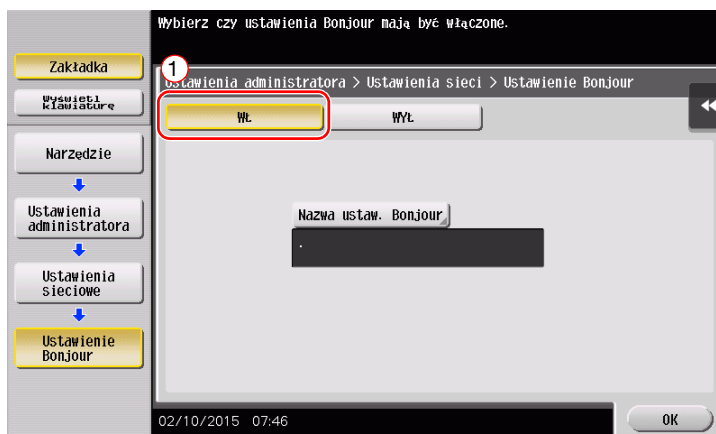 Wybierz czy ustawienia Bonjour mają być włączone.
Zakładka
Wyświetl
klawiaturę
1
Ustawienia administratora > Ustawienia sieci > Ustawienie Bonjour
WŁ
WYŁ
Narzędzie
Ustawienia
administratora
Nazwa ustaw. Bonjour
.
Ustawienia
sieciowe
Ustawienie
Bonjour
02/10/2015 07:46
OK